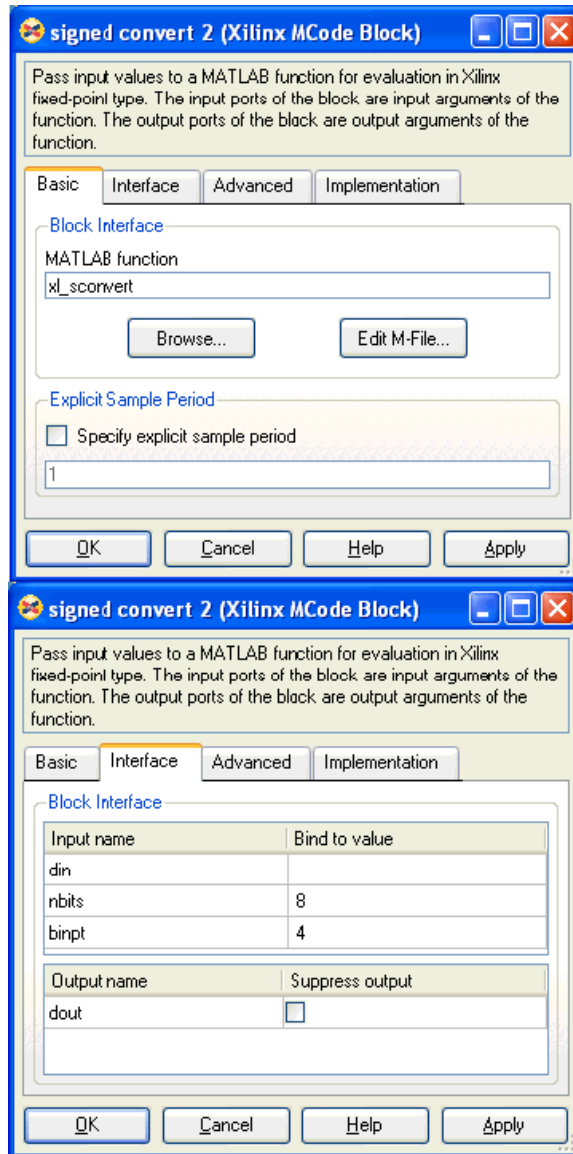 signed convert 2 (Xilinx MCode Block)
Pass input values to a MATLAB function for evaluation in Xilinx
fixed-point type. The input ports of the block are input arguments of the
function. The output ports of the block are output arguments of the
function.
Basic Interface Advanced Implementation
Block Interface
MATLAB function
xl_sconvert
Browse... Edit M-File...
Explicit Sample Period
Specify explicit sample period
1
OK Cancel Help Apply
signed convert 2 (Xilinx MCode Block)
Pass input values to a MATLAB function for evaluation in Xilinx
fixed-point type. The input ports of the block are input arguments of the
function. The output ports of the block are output arguments of the
function.
Basic Interface Advanced Implementation
Block Interface
Input name Bind to value
din
nbits 8
binpt 4
Output name Suppress output
dout
OK Cancel Help Apply